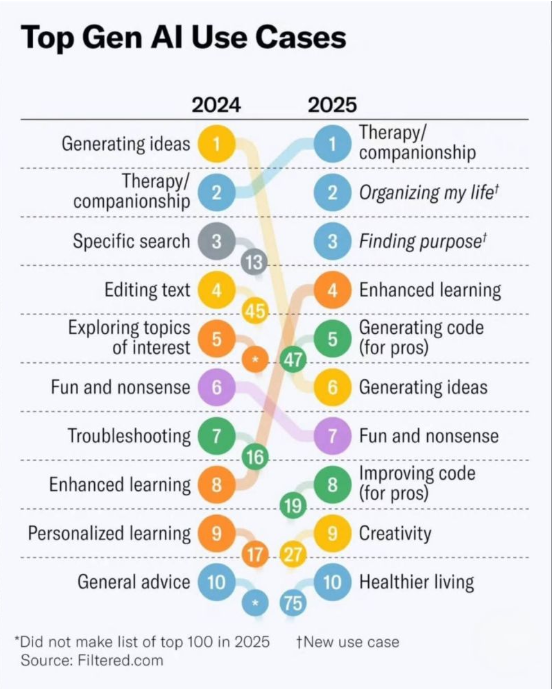 Top Gen AI Use Cases
2024 2025
Generating ideas 1 1 Therapy/
companionship
Therapy/
companionship 2 2 Organizing my life†
Specific search 3 13 3 Finding purpose†
Editing text 4 45 4 Enhanced learning
Exploring topics
of interest 5 * 47 5 Generating code
(for pros)
Fun and nonsense 6 6 Generating ideas
Troubleshooting 7 16 7 Fun and nonsense
Enhanced learning 8 19 8 Improving code
(for pros)
Personalized learning 9 17 27 9 Creativity
General advice 10 * 75 10 Healthier living
*Did not make list of top 100 in 2025 †New use case
Source: Filtered.com